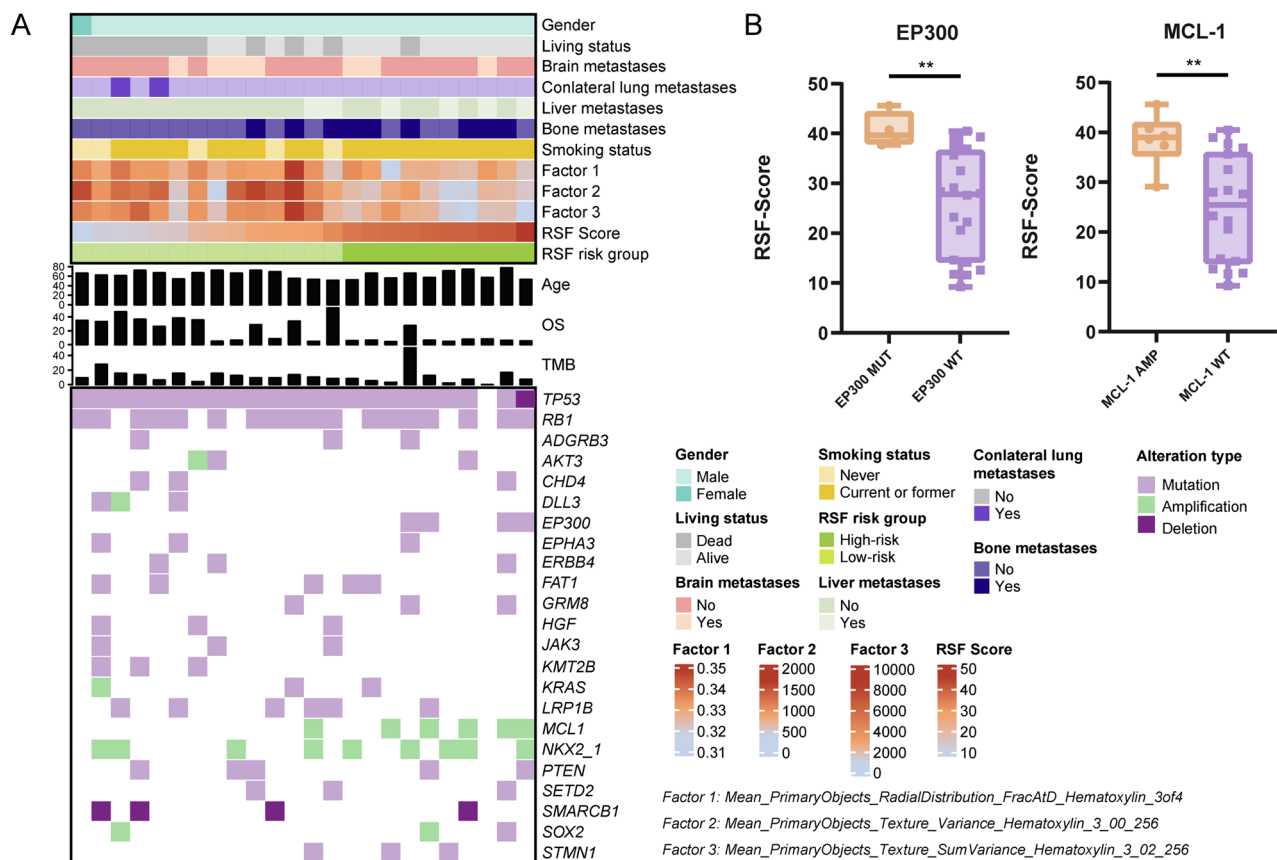 A
Gender
Living status
Brain metastases
Conlateral lung metastases
Liver metastases
Bone metastases
Smoking status
Factor 1
Factor 2
Factor 3
RSF Score
RSF risk group
80
60
40
20
0
Age
40
20
0
OS
40
20
0
TMB
TP53
RB1
ADGRB3
AKT3
CHD4
DLL3
EP300
EPHA3
ERBB4
FAT1
GRM8
HGF
JAK3
KMT2B
KRAS
LRP1B
MCL1
NKX2_1
PTEN
SETD2
SMARCB1
SOX2
STMN1
B
EP300
**
RSF-Score
50
40
30
20
10
0
EP300 MUT
EP300 WT
MCL-1
**
RSF-Score
50
40
30
20
10
0
MCL-1 AMP
MCL-1 WT
Gender
Male
Female
Living status
Dead
Alive
Brain metastases
No
Yes
Smoking status
Never
Current or former
RSF risk group
High-risk
Low-risk
Liver metastases
No
Yes
Conlateral lung
metastases
No
Yes
Bone metastases
No
Yes
Alteration type
Mutation
Amplification
Deletion
Factor 1
0.35
0.34
0.33
0.32
0.31
Factor 2
2000
1500
1000
500
0
Factor 3
10000
8000
6000
4000
2000
0
RSF Score
50
40
30
20
10
Factor 1: Mean_PrimaryObjects_RadialDistribution_FracAtD_Hematoxylin_3of4
Factor 2: Mean_PrimaryObjects_Texture_Variance_Hematoxylin_3_00_256
Factor 3: Mean_PrimaryObjects_Texture_SumVariance_Hematoxylin_3_02_256